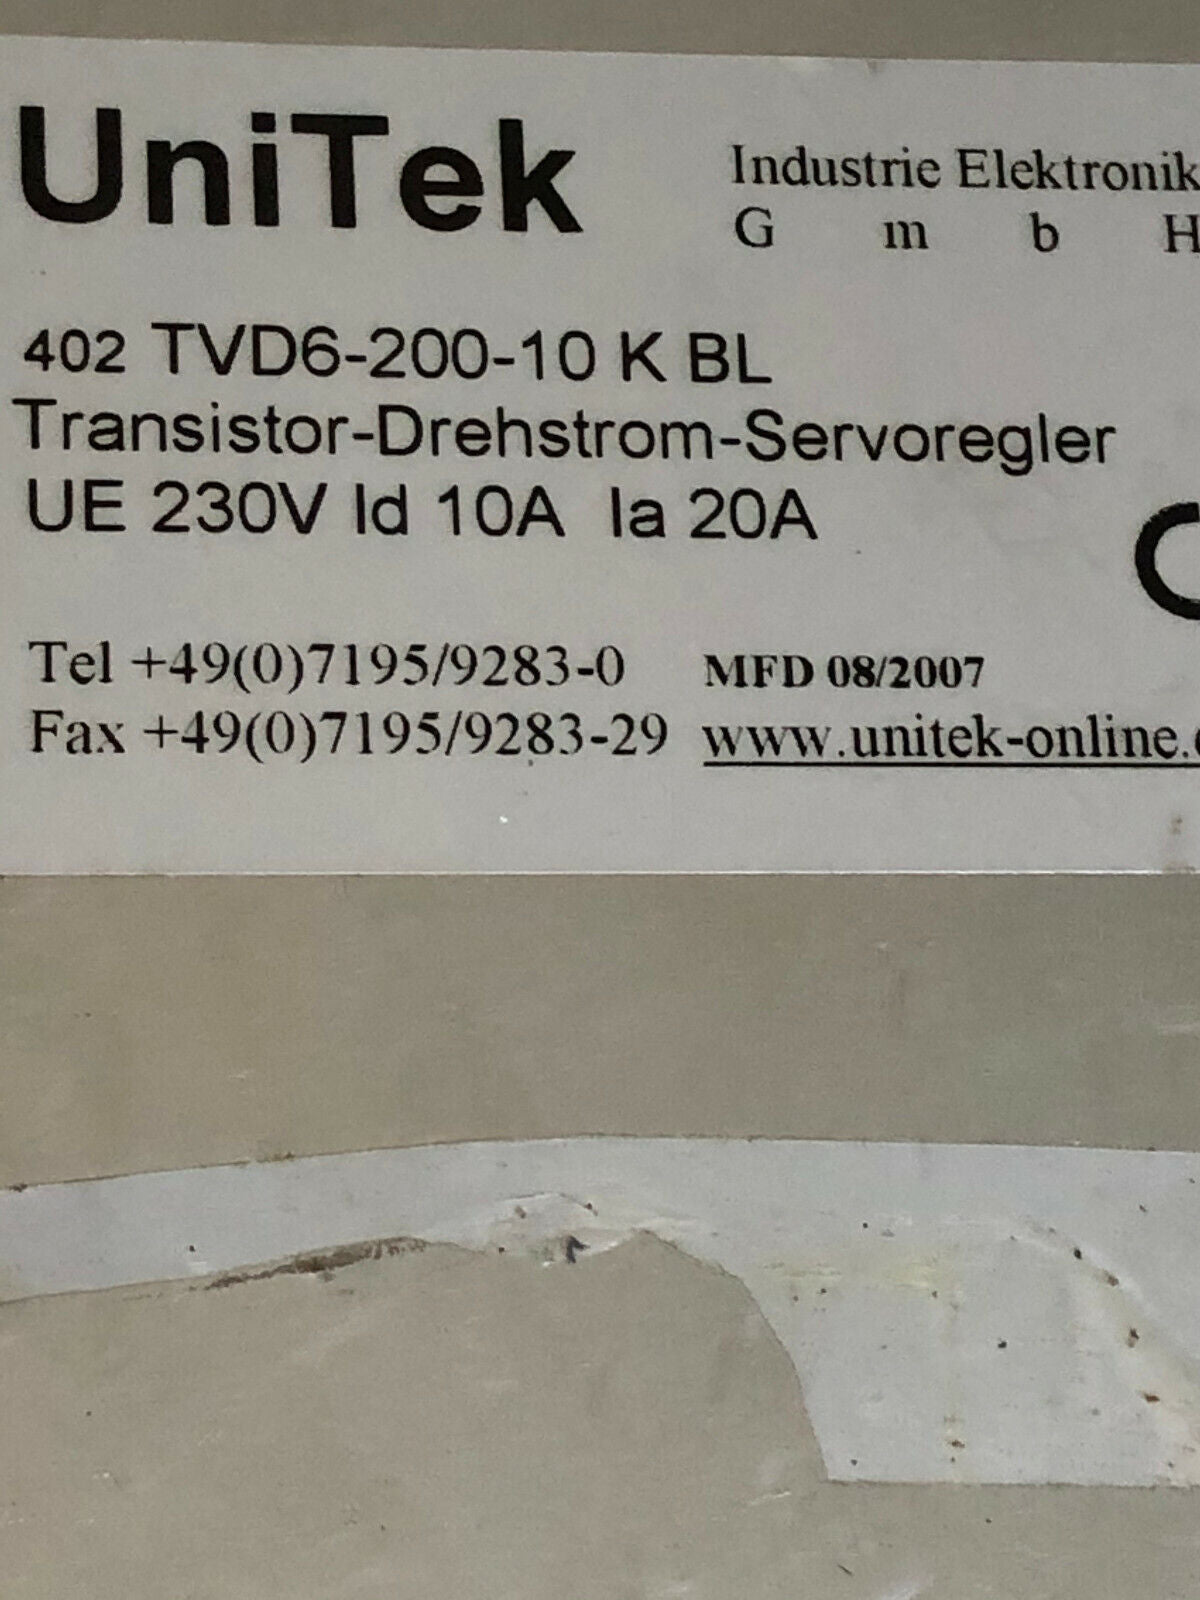 UniTek
Industrie Elektronik
G m b H
402 TVD6-200-10 K BL
Transistor-Drehstrom-Servoregler
UE 230V Id 10A Ia 20A
Tel +49(0)7195/9283-0 MFD 08/2007
Fax +49(0)7195/9283-29 www.unitek-online.